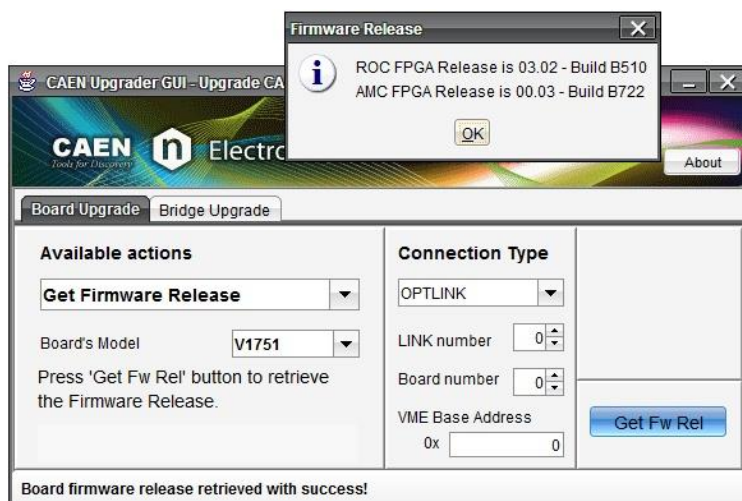 Firmware Release
ROC FPGA Release is 03.02 - Build B510
AMC FPGA Release is 00.03 - Build B722
OK
CAEN Upgrader GUI - Upgrade CA
CAEN n Electro
Tools for Discovery
About
Board Upgrade Bridge Upgrade
Available actions
Get Firmware Release
Board's Model V1751
Press 'Get Fw Rel' button to retrieve
the Firmware Release.
Connection Type
OPTLINK
LINK number 0
Board number 0
VME Base Address
0x 0
Get Fw Rel
Board firmware release retrieved with success!